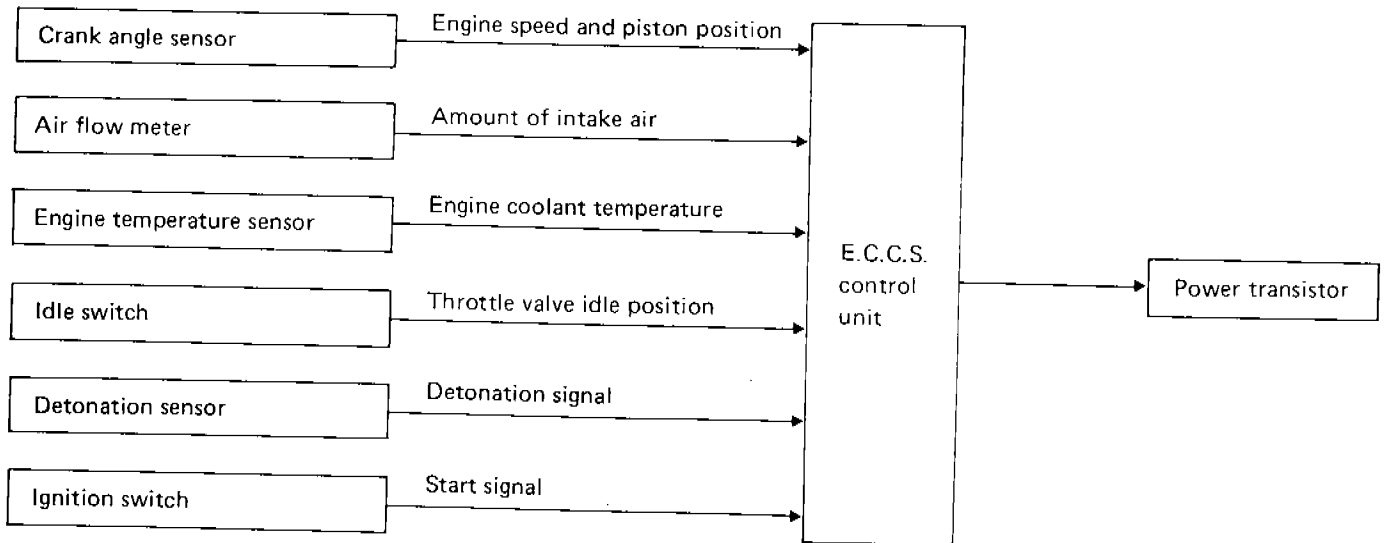 Crank angle sensor
Engine speed and piston position
Air flow meter
Amount of intake air
Engine temperature sensor
Engine coolant temperature
Idle switch
Throttle valve idle position
Detonation sensor
Detonation signal
Ignition switch
Start signal
E.C.C.S.
control
unit
Power transistor